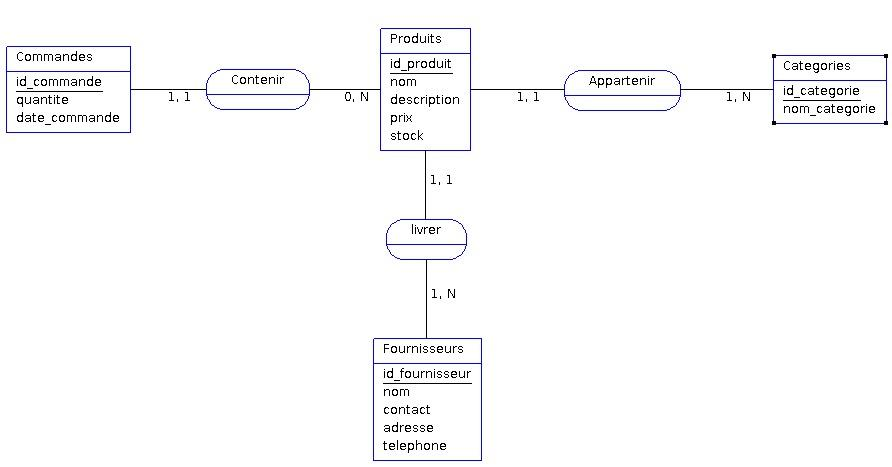 Commandes
id_commande
quantite
date_commande
1, 1
Contenir
0, N
Produits
id_produit
nom
description
prix
stock
1, 1
Appartenir
1, N
Categories
id_categorie
nom_categorie
1, 1
livrer
1, N
Fournisseurs
id_fournisseur
nom
contact
adresse
telephone